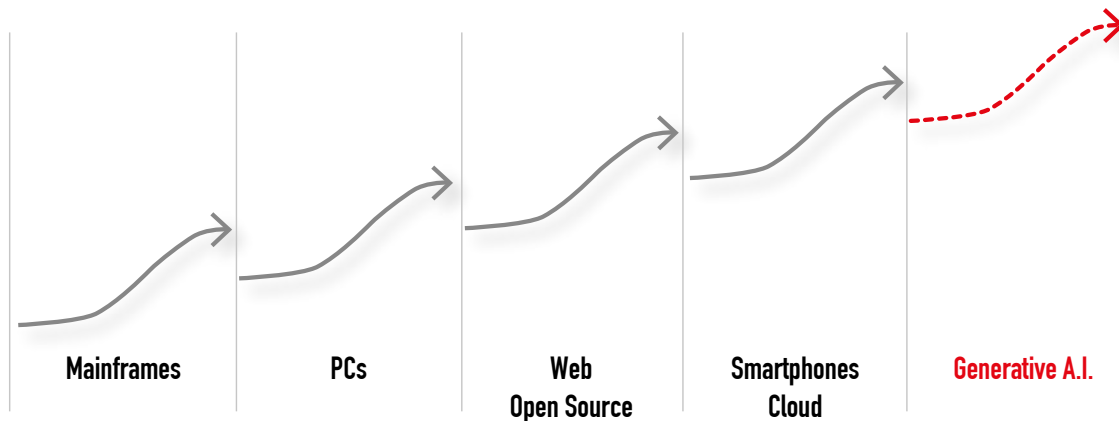 Mainframes
PCs
Web
Open Source
Smartphones
Cloud
Generative A.I.